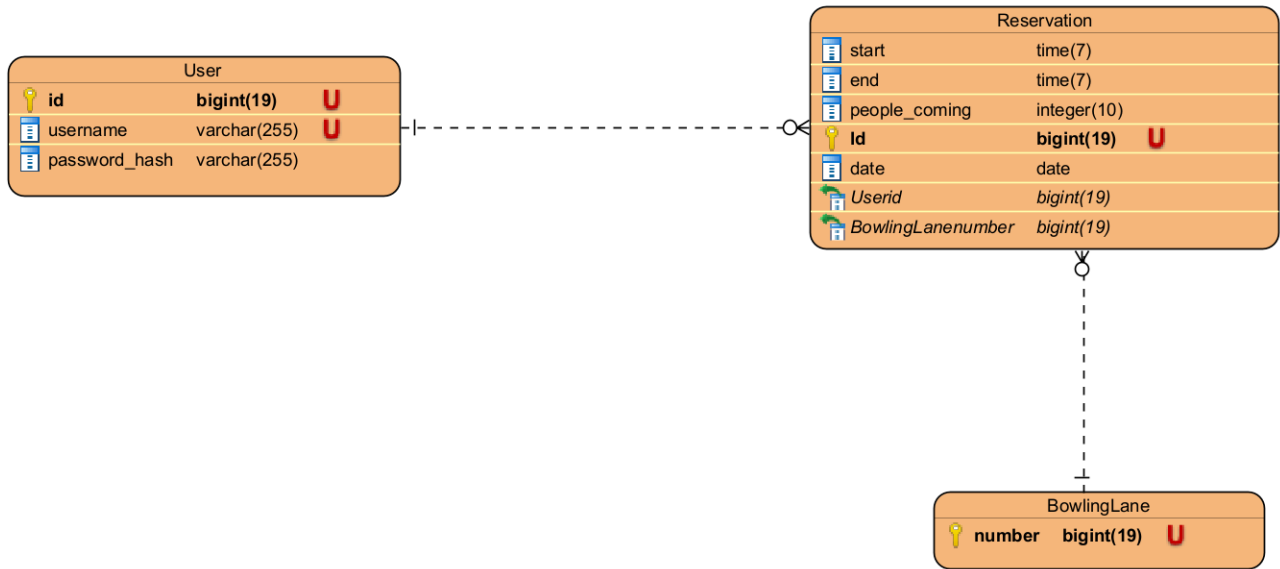 User
id bigint(19) U
username varchar(255) U
password_hash varchar(255)
Reservation
start time(7)
end time(7)
people_coming integer(10)
Id bigint(19) U
date date
Userid bigint(19)
BowlingLanenumber bigint(19)
BowlingLane
number bigint(19) U